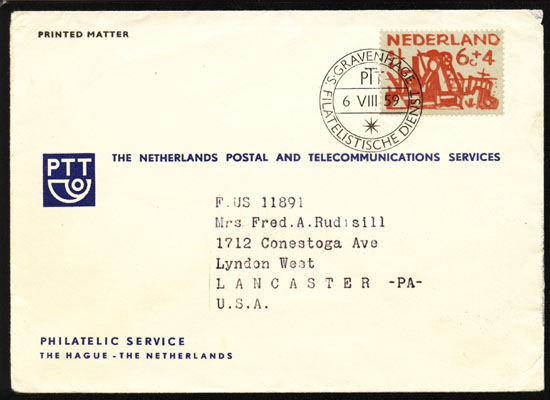 PRINTED MATTER
NEDERLAND
6c+4
'S-GRAVENHAGE
PTT
6 VIII 59
FILATELISTISCHE DIENST
PTT
THE NETHERLANDS POSTAL AND TELECOMMUNICATIONS SERVICES
F.US 11891
Mrs Fred.A.Rudisill
1712 Conestoga Ave
Lyndon West
LANCASTER -PA-
U.S.A.
PHILATELIC SERVICE
THE HAGUE - THE NETHERLANDS